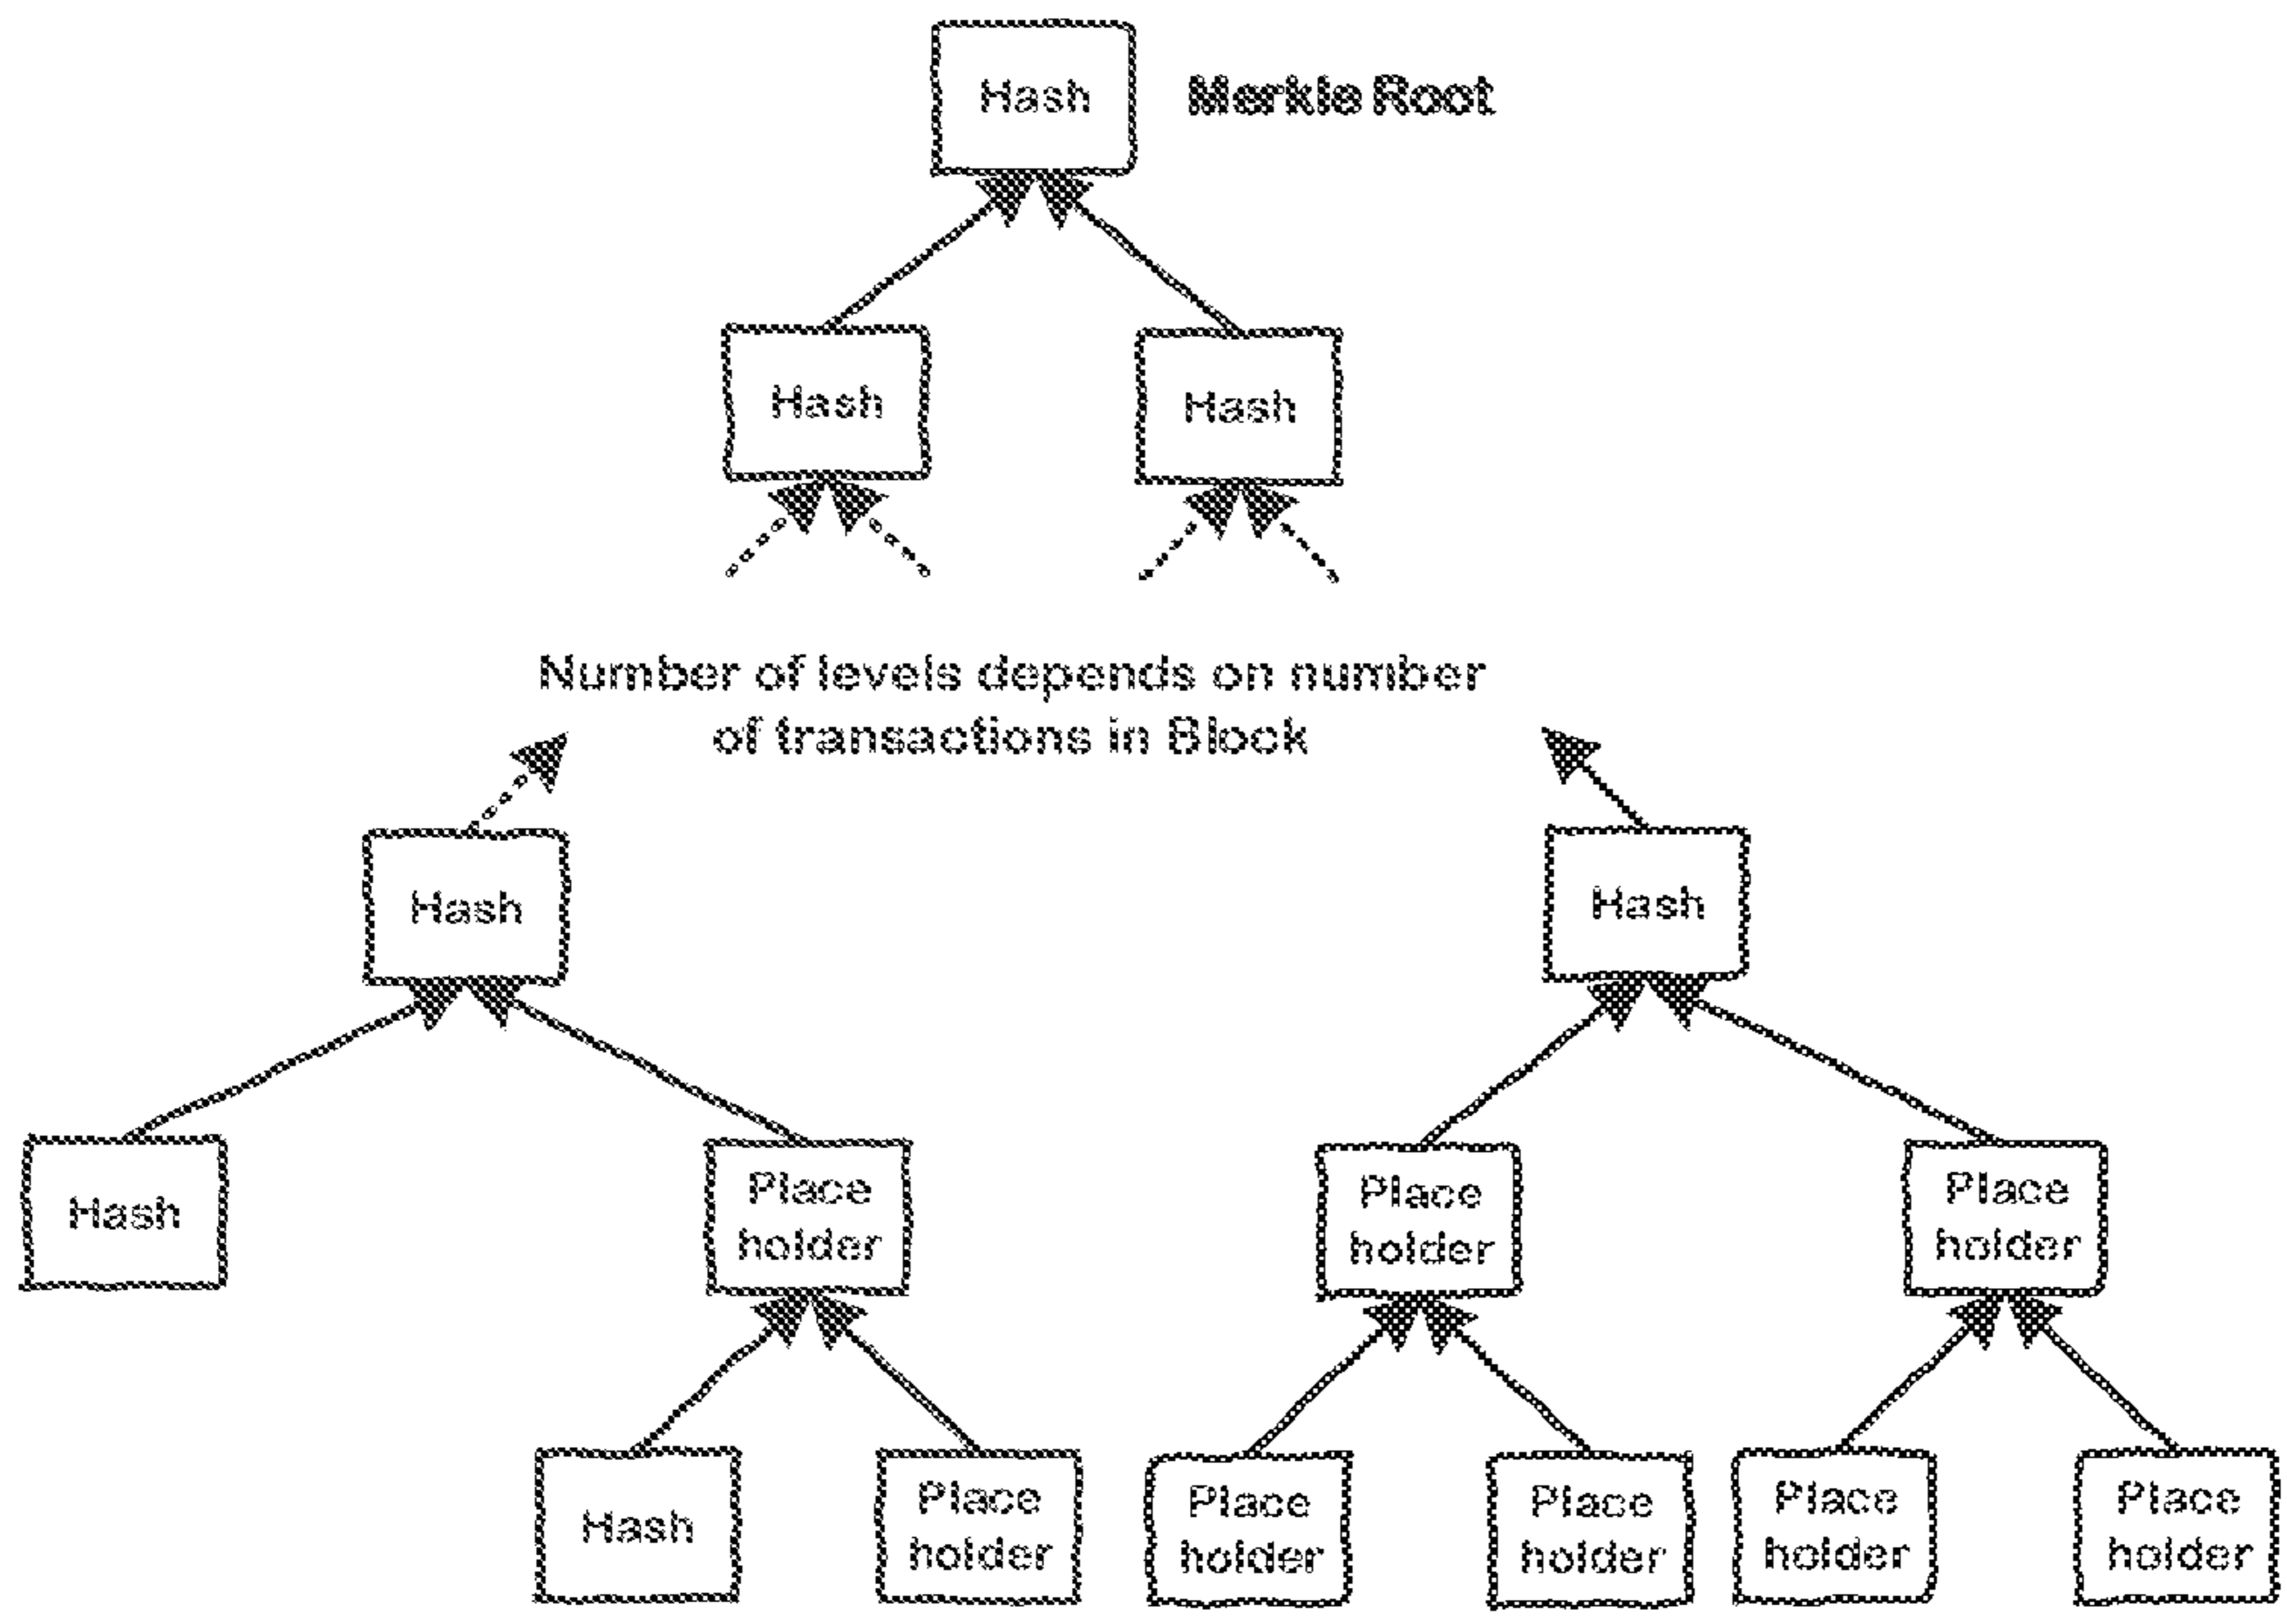 Hash
Merkle Root
Hash
Hash
Number of levels depends on number
of transactions in Block
Hash
Hash
Hash
Place
holder
Place
holder
Place
holder
Hash
Place
holder
Place
holder
Place
holder
Place
holder
Place
holder